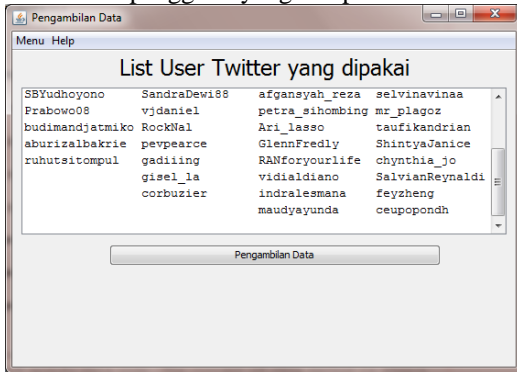 Pengambilan Data
Menu Help
List User Twitter yang dipakai
SBYudhoyono SandraDewi88 afgansyah_reza selvinavinaa
Prabowo08 vjdaniel petra_sihombing mr_plagoz
budimandjatmiko RockNal Ari_lasso taufikandrian
aburizalbakrie pevpearce GlennFredly ShintyaJanice
ruhutsitompul gadiiing RANforyourlife chynthia_jo
gisel_la vidialdiano SalvianReynaldi
corbuzier indralesmana feyzheng
maudyayunda ceupopondh
Pengambilan Data